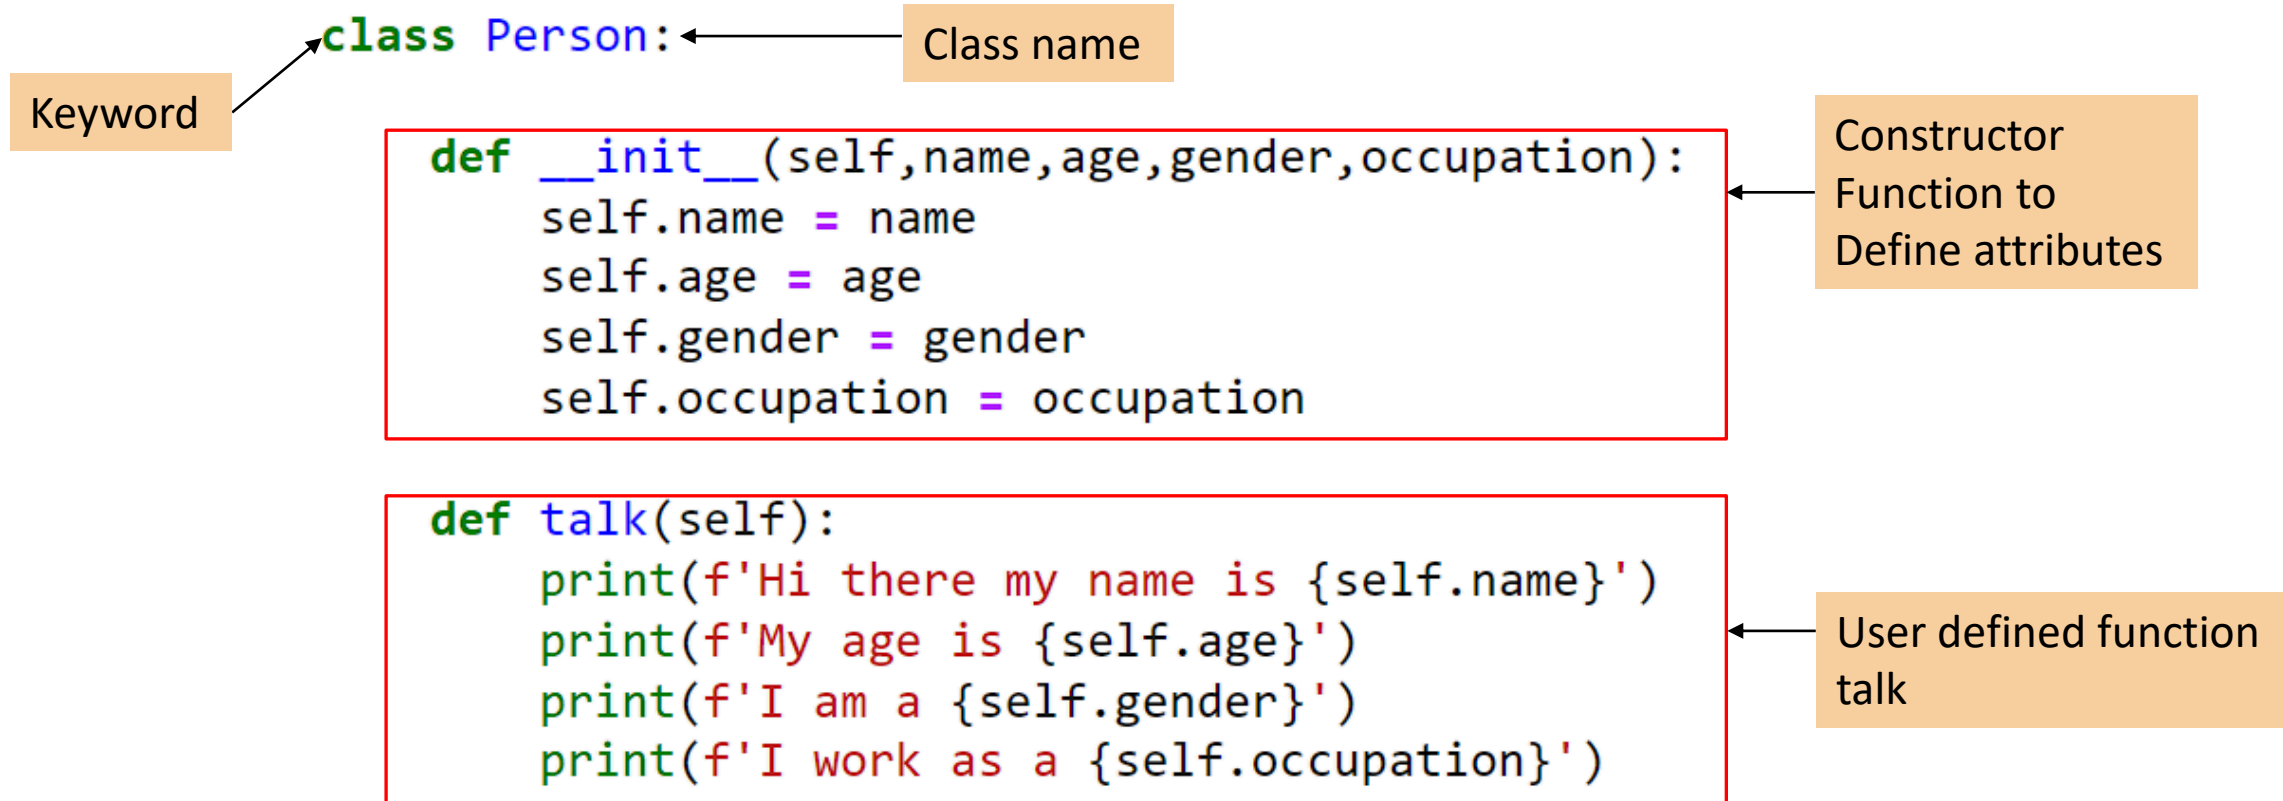 class Person:
Class name
Keyword
def __init__(self,name,age,gender,occupation):
self.name = name
self.age = age
self.gender = gender
self.occupation = occupation
Constructor
Function to
Define attributes
def talk(self):
print(f'Hi there my name is {self.name}')
print(f'My age is {self.age}')
print(f'I am a {self.gender}')
print(f'I work as a {self.occupation}')
User defined function
talk